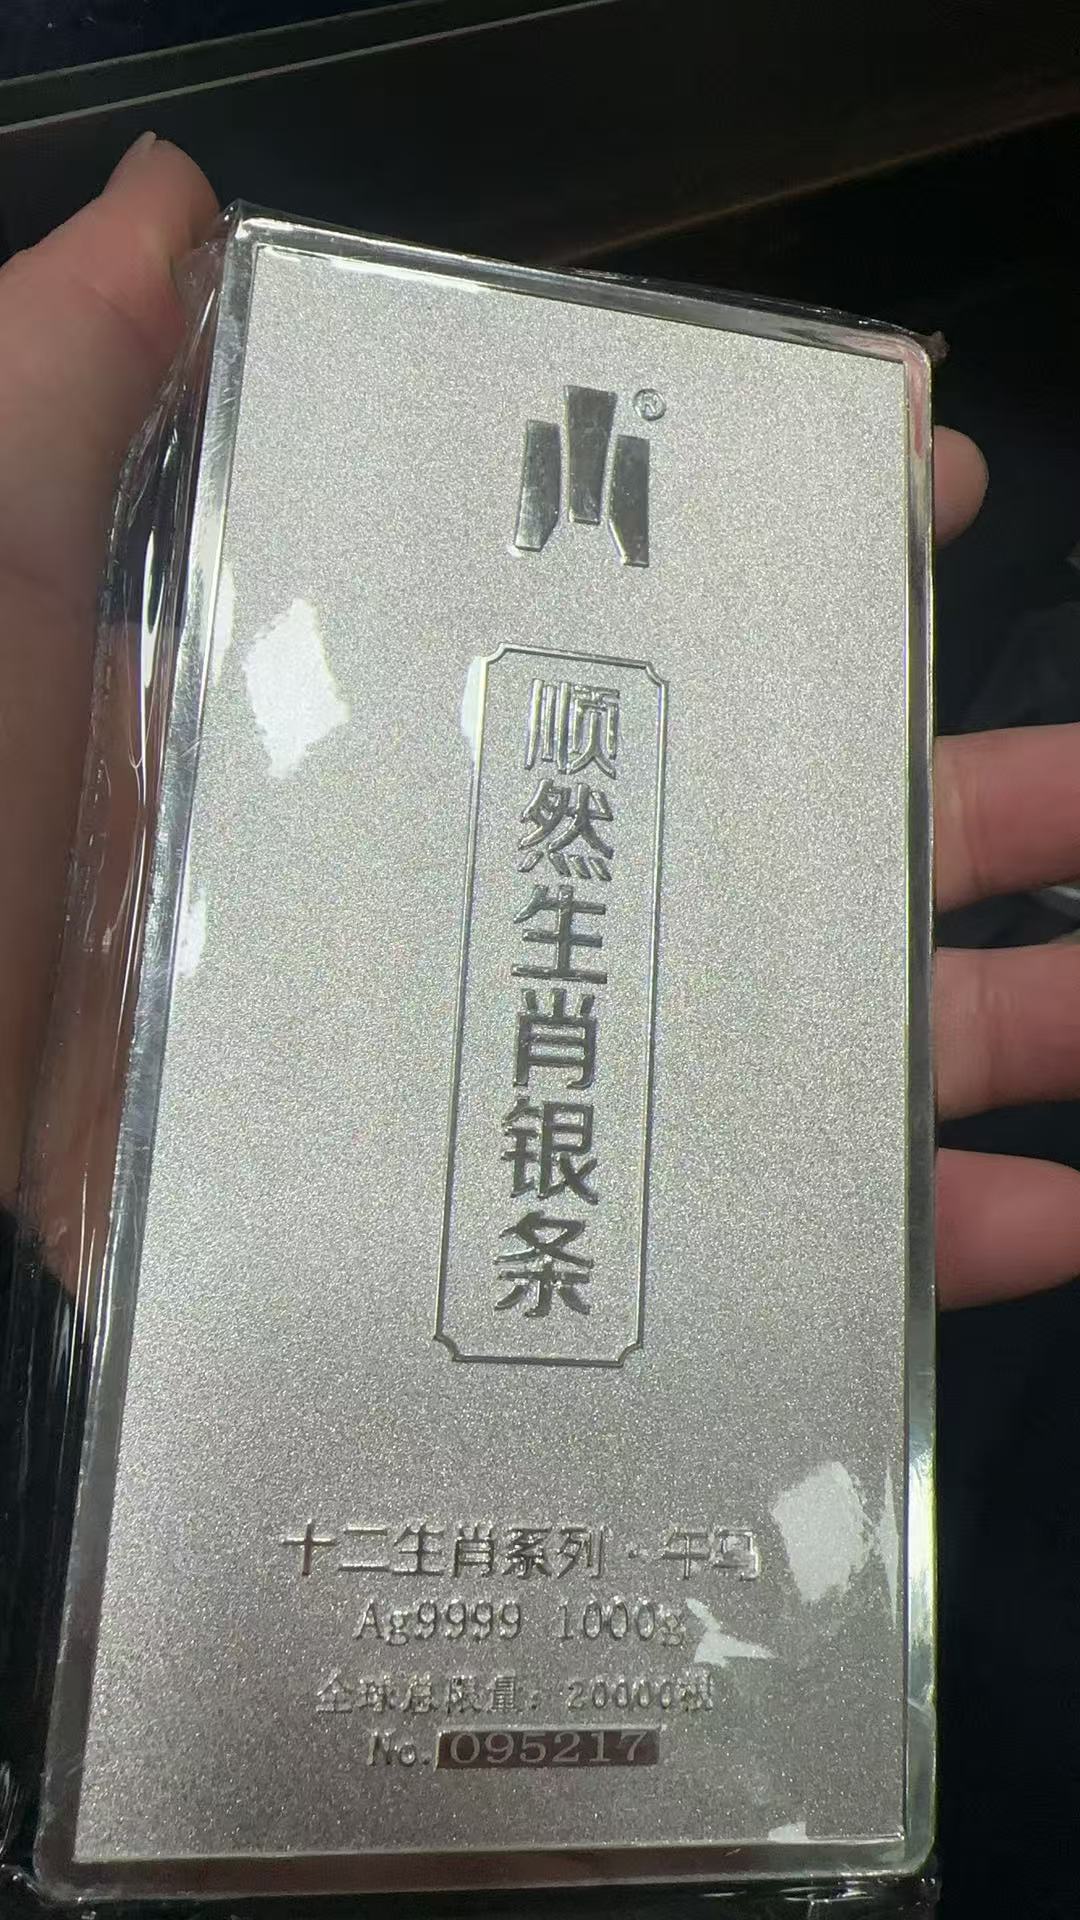 ®
顺然生肖银条
十二生肖系列·午马
Ag9999 1000g
全球总限量：20000根
No.095217